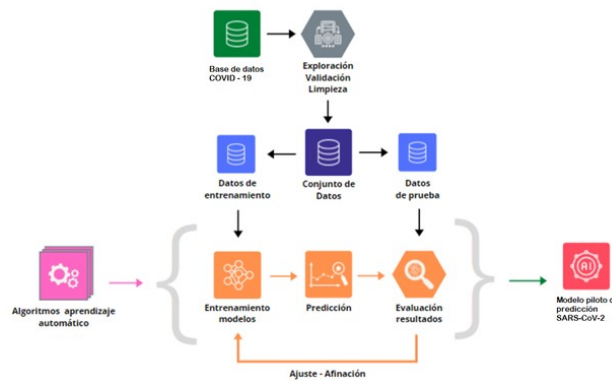 Base de datos
COVID - 19
Exploración
Validación
Limpieza
Datos de
entrenamiento
Conjunto de
Datos
Datos
de prueba
Algoritmos aprendizaje
automático
Entrenamiento
modelos
Predicción
Evaluación
resultados
AI
Modelo piloto d
predicción
SARS-CoV-2
Ajuste - Afinación